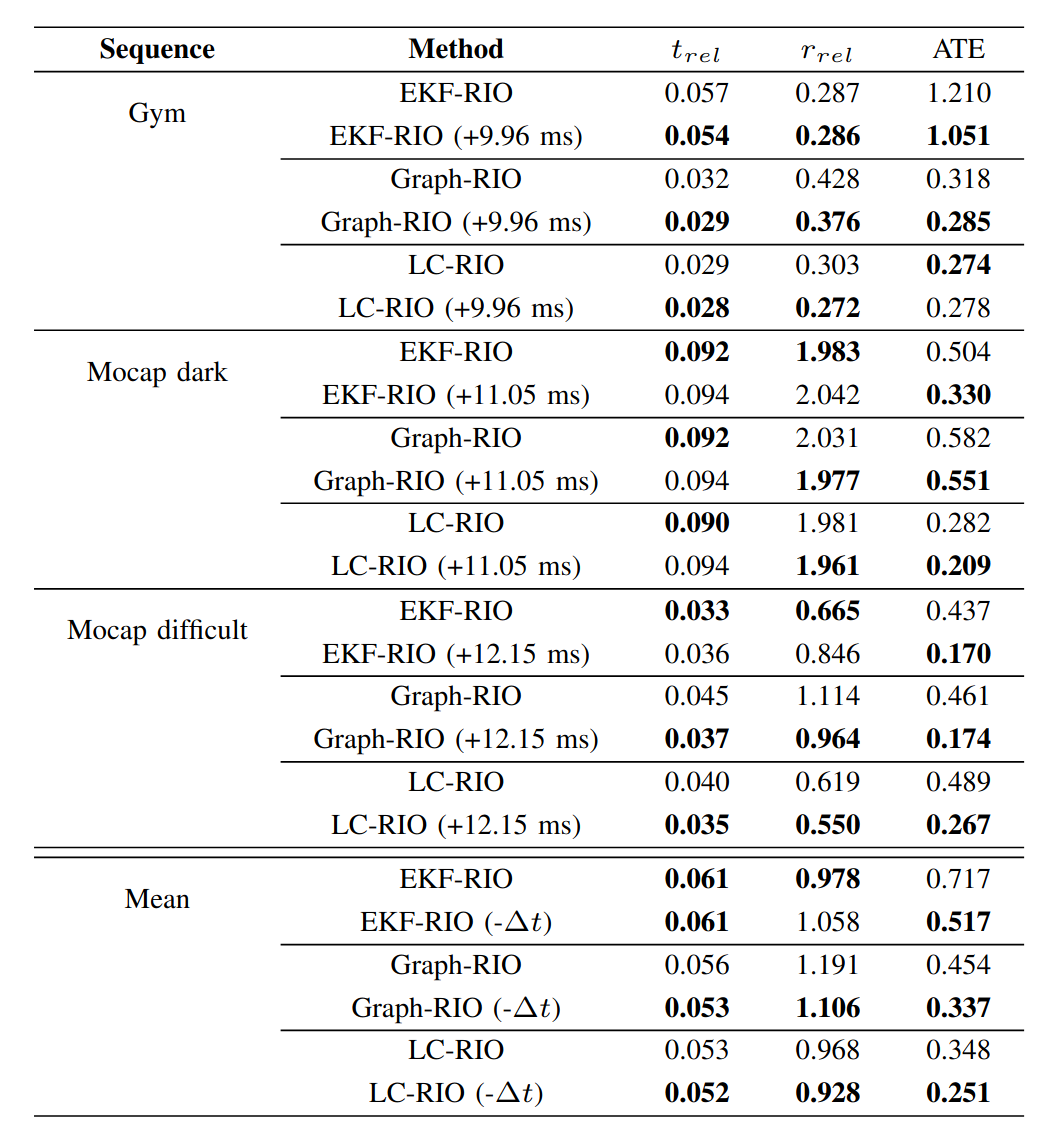 Sequence Method t_rel r_rel ATE
Gym EKF-RIO 0.057 0.287 1.210
EKF-RIO (+9.96 ms) 0.054 0.286 1.051
Graph-RIO 0.032 0.428 0.318
Graph-RIO (+9.96 ms) 0.029 0.376 0.285
LC-RIO 0.029 0.303 0.274
LC-RIO (+9.96 ms) 0.028 0.272 0.278
Mocap dark EKF-RIO 0.092 1.983 0.504
EKF-RIO (+11.05 ms) 0.094 2.042 0.330
Graph-RIO 0.092 2.031 0.582
Graph-RIO (+11.05 ms) 0.094 1.977 0.551
LC-RIO 0.090 1.981 0.282
LC-RIO (+11.05 ms) 0.094 1.961 0.209
Mocap difficult EKF-RIO 0.033 0.665 0.437
EKF-RIO (+12.15 ms) 0.036 0.846 0.170
Graph-RIO 0.045 1.114 0.461
Graph-RIO (+12.15 ms) 0.037 0.964 0.174
LC-RIO 0.040 0.619 0.489
LC-RIO (+12.15 ms) 0.035 0.550 0.267
Mean EKF-RIO 0.061 0.978 0.717
EKF-RIO (-Δt) 0.061 1.058 0.517
Graph-RIO 0.056 1.191 0.454
Graph-RIO (-Δt) 0.053 1.106 0.337
LC-RIO 0.053 0.968 0.348
LC-RIO (-Δt) 0.052 0.928 0.251